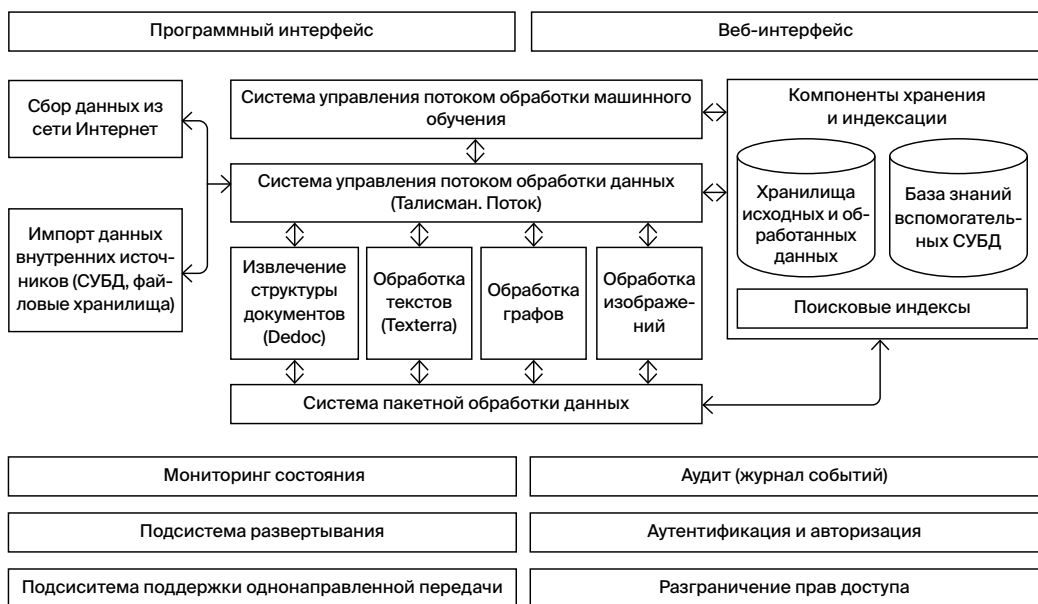 Программный интерфейс
Веб-интерфейс
Сбор данных из
сети Интернет
Импорт данных
внутренних источ-
ников (СУБД, фай-
ловые хранилища)
Система управления потоком обработки машинного
обучения
Система управления потоком обработки данных
(Талисман. Поток)
Извлечение
структуры
документов
(Dedoc)
Обработка
текстов
(Texterra)
Обработка
графов
Обработка
изображе-
ний
Система пакетной обработки данных
Компоненты хранения
и индексации
Хранилища
исходных и об-
работанных
данных
База знаний
вспомогатель-
ных СУБД
Поисковые индексы
Мониторинг состояния
Аудит (журнал событий)
Подсистема развертывания
Аутентификация и авторизация
Подсиситема поддержки однонаправленной передачи
Разграничение прав доступа